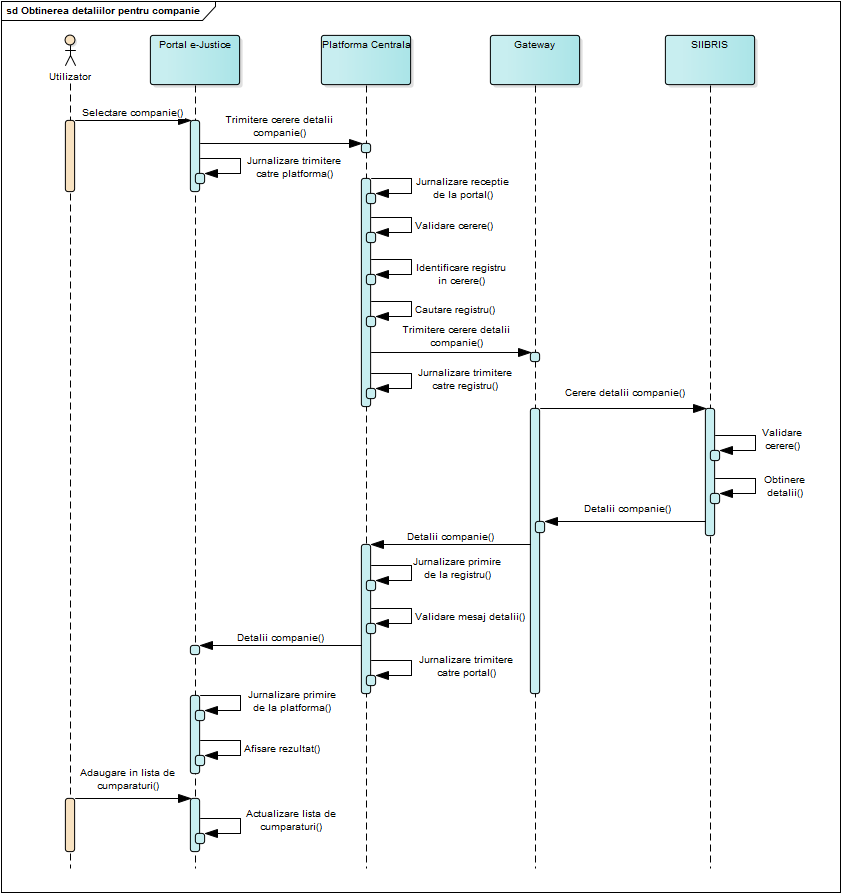 sd Obtinerea detaliilor pentru companie
Utilizator
Portal e-Justice
Platforma Centrala
Gateway
SIIBRIS
Selectare companie()
Trimitere cerere detalii
companie()
Jurnalizare trimitere
catre platforma()
Jurnalizare receptie
de la portal()
Validare cerere()
Identificare registru
in cerere()
Cautare registru()
Trimitere cerere detalii
companie()
Jurnalizare trimitere
catre registru()
Cerere detalii companie()
Validare
cerere()
Obtinere
detalii()
Detalii companie()
Detalii companie()
Jurnalizare primire
de la registru()
Validare mesaj detalii()
Detalii companie()
Jurnalizare trimitere
catre portal()
Jurnalizare primire
de la platforma()
Afisare rezultat()
Adaugare in lista de
cumparaturi()
Actualizare lista de
cumparaturi()